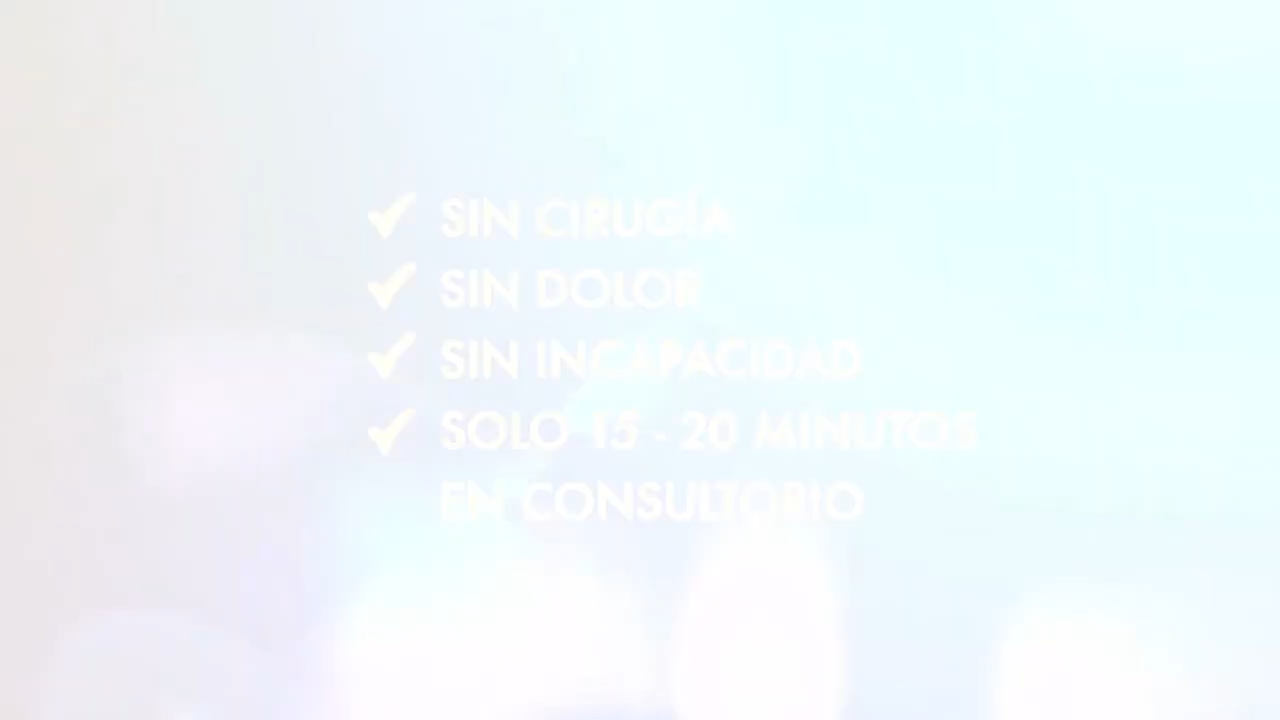 ✔ SIN CIRUGÍA
✔ SIN DOLOR
✔ SIN INCAPACIDAD
✔ SOLO 15 - 20 MINUTOS
EN CONSULTORIO